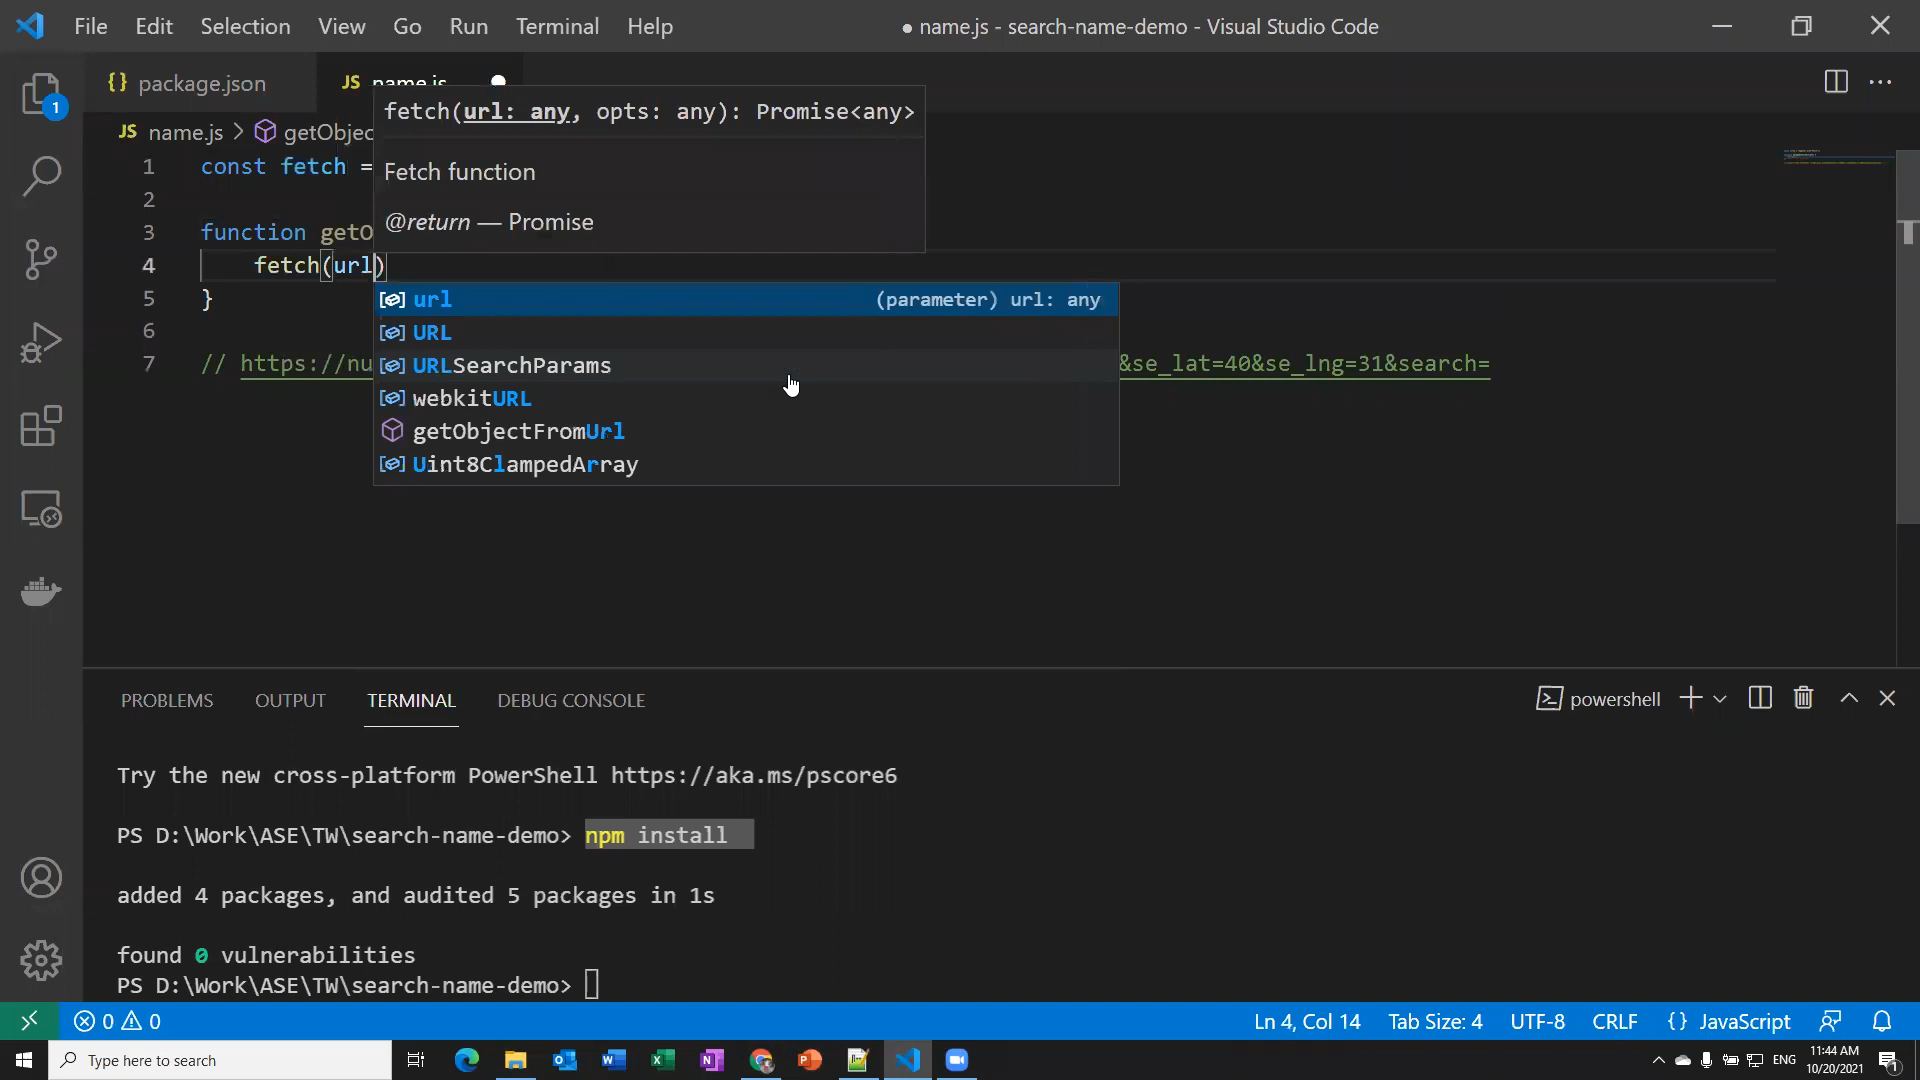 File Edit Selection View Go Run Terminal Help
● name.js - search-name-demo - Visual Studio Code
{} package.json
JS name.js
JS name.js > getObjec
fetch(url: any, opts: any): Promise<any>
Fetch function
@return — Promise
1 const fetch =
2
3 function getO
4 fetch(url)
5 }
6
7 // https://nu &se_lat=40&se_lng=31&search=
url (parameter) url: any
URL
URLSearchParams
webkitURL
getObjectFromUrl
Uint8ClampedArray
1
PROBLEMS OUTPUT TERMINAL DEBUG CONSOLE
powershell
Try the new cross-platform PowerShell https://aka.ms/pscore6
PS D:\Work\ASE\TW\search-name-demo> npm install
added 4 packages, and audited 5 packages in 1s
found 0 vulnerabilities
PS D:\Work\ASE\TW\search-name-demo>
0 0
Ln 4, Col 14 Tab Size: 4 UTF-8 CRLF {} JavaScript
Type here to search
ENG
11:44 AM
10/20/2021
1